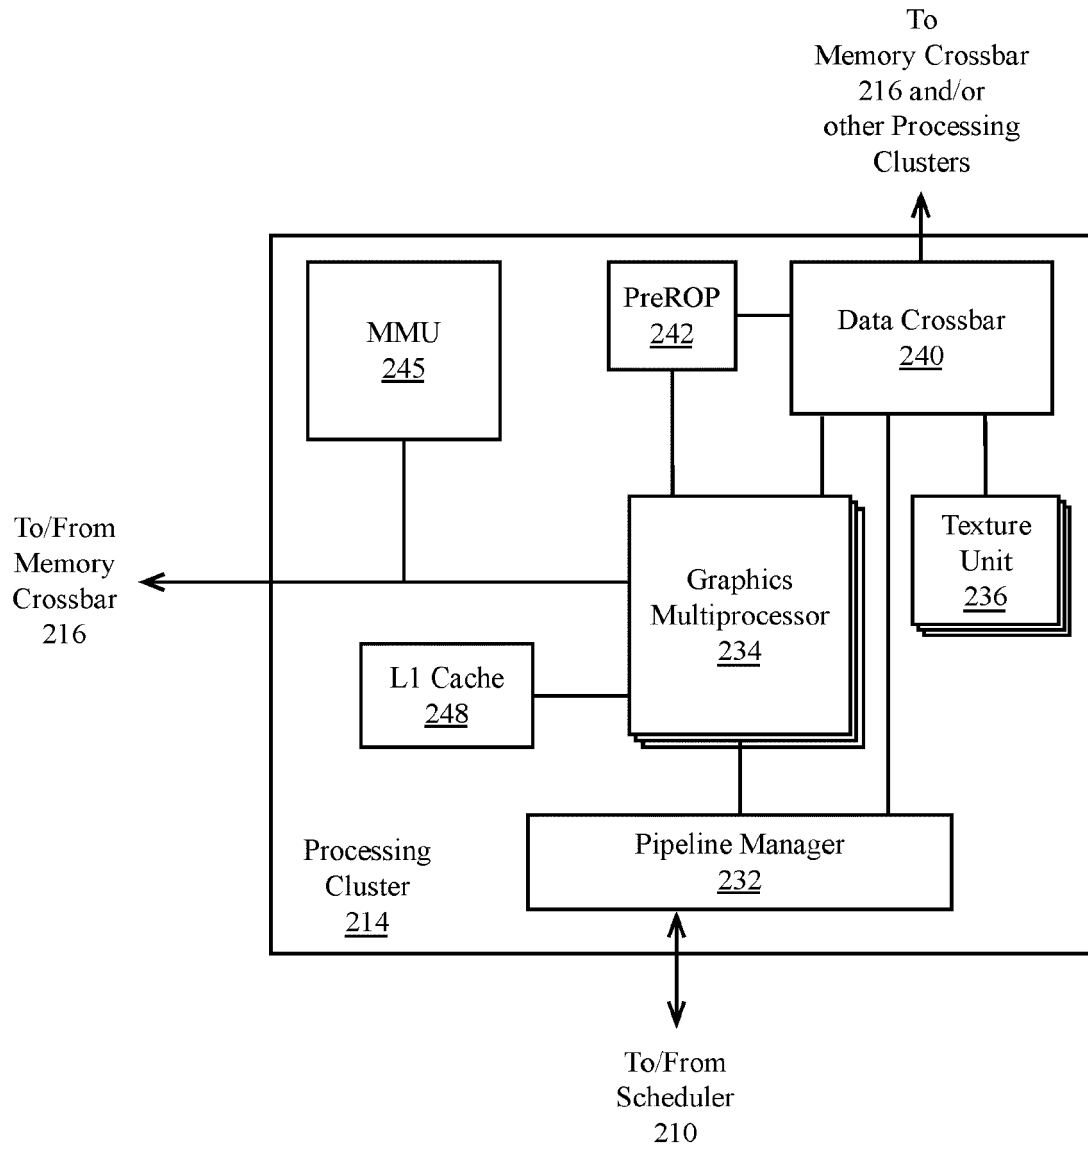 To
Memory Crossbar
216 and/or
other Processing
Clusters
MMU
245
PreROP
242
Data Crossbar
240
To/From
Memory
Crossbar
216
Graphics
Multiprocessor
234
Texture
Unit
236
L1 Cache
248
Pipeline Manager
232
Processing
Cluster
214
To/From
Scheduler
210